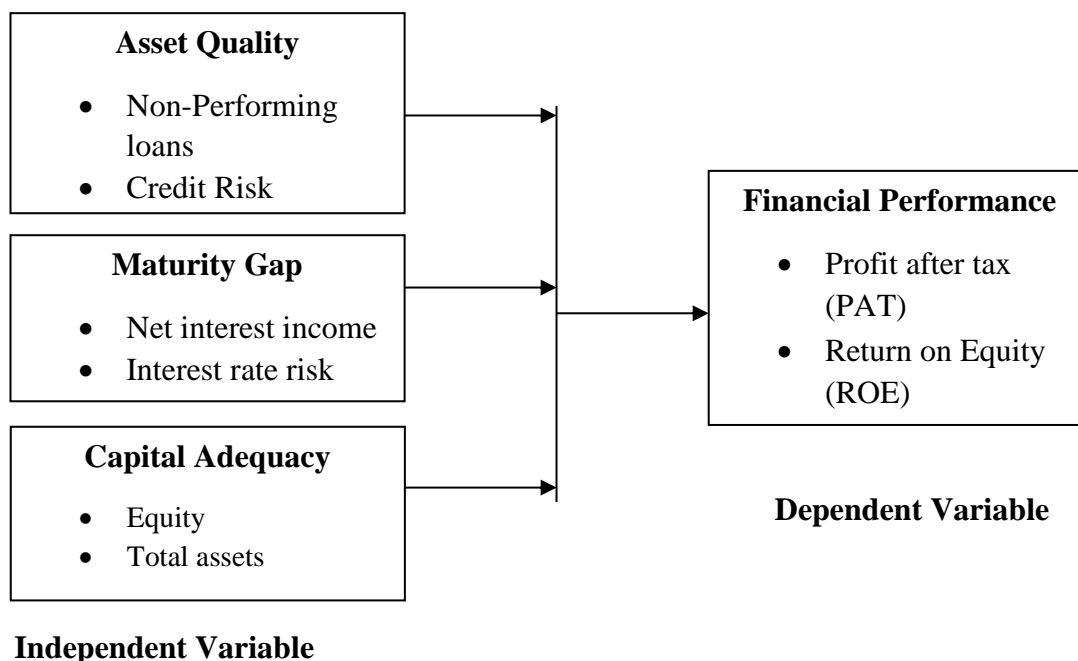 Asset Quality
• Non-Performing
loans
• Credit Risk
Maturity Gap
• Net interest income
• Interest rate risk
Capital Adequacy
• Equity
• Total assets
Independent Variable
Financial Performance
• Profit after tax
(PAT)
• Return on Equity
(ROE)
Dependent Variable